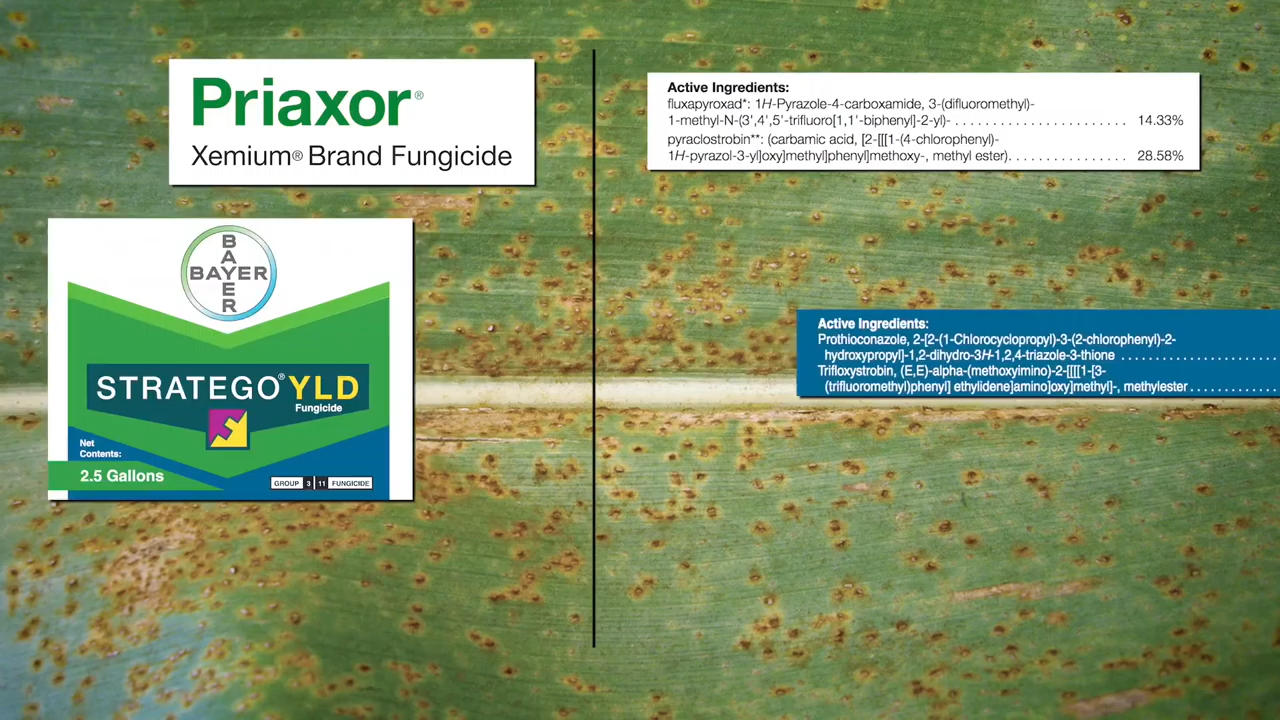 Priaxor®
Xemium® Brand Fungicide
Active Ingredients:
fluxapyroxad*: 1H-Pyrazole-4-carboxamide, 3-(difluoromethyl)-
1-methyl-N-(3',4',5'-trifluoro[1,1'-biphenyl]-2-yl)- . . . . . . . . . . . . . . . . . . . . . . . . . . 14.33%
pyraclostrobin**: (carbamic acid, [2-[[[1-(4-chlorophenyl)-
1H-pyrazol-3-yl]oxy]methyl]phenyl]methoxy-, methyl ester). . . . . . . . . . . . . . . . . 28.58%
BAYER
BAYER
STRATEGO® YLD
Fungicide
Net
Contents:
2.5 Gallons
GROUP 3 11 FUNGICIDE
Active Ingredients:
Prothioconazole, 2-[2-(1-Chlorocyclopropyl)-3-(2-chlorophenyl)-2-
hydroxypropyl]-1,2-dihydro-3H-1,2,4-triazole-3-thione . . . . . . . . . . . . . . . . . . . . . .
Trifloxystrobin, (E,E)-alpha-(methoxyimino)-2-[[[[1-[3-
(trifluoromethyl)phenyl] ethylidene]amino]oxy]methyl]-, methylester . . . . . . . . . . .